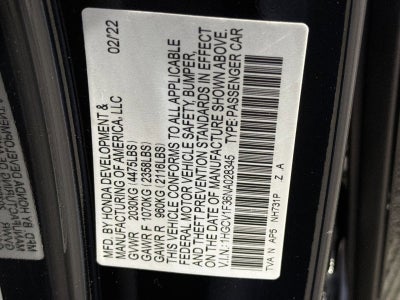 MFD. BY HONDA DEVELOPMENT &
MANUFACTURING OF AMERICA, LLC
02/22
GVWR 2030KG (4475LBS)
GAWR F 1070KG (2358LBS)
GAWR R 960KG (2116LBS)
THIS VEHICLE CONFORMS TO ALL APPLICABLE
FEDERAL MOTOR VEHICLE SAFETY, BUMPER,
AND THEFT PREVENTION STANDARDS IN EFFECT
ON THE DATE OF MANUFACTURE SHOWN ABOVE.
V.I.N.: 1HGCV1F36NA028345 TYPE: PASSENGER CAR
TVA N AP5 NH731P Z A